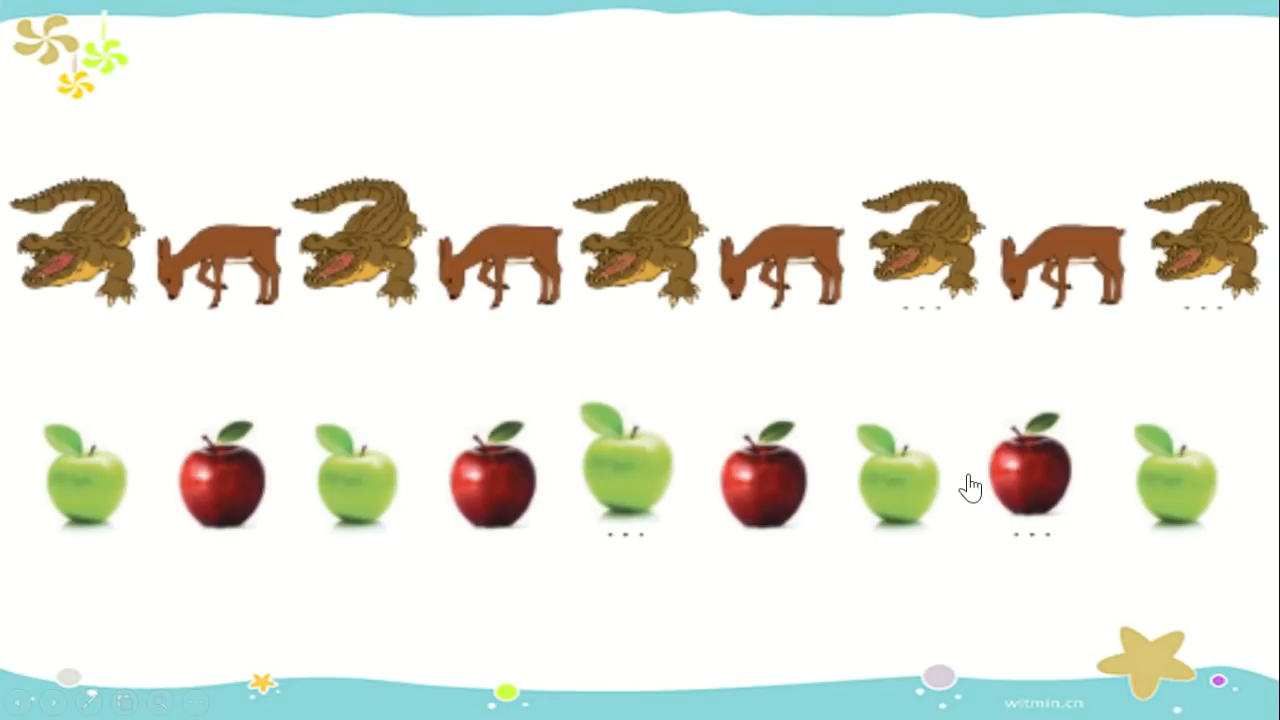 . . .
. . .
. . .
. . .
witmin.cn